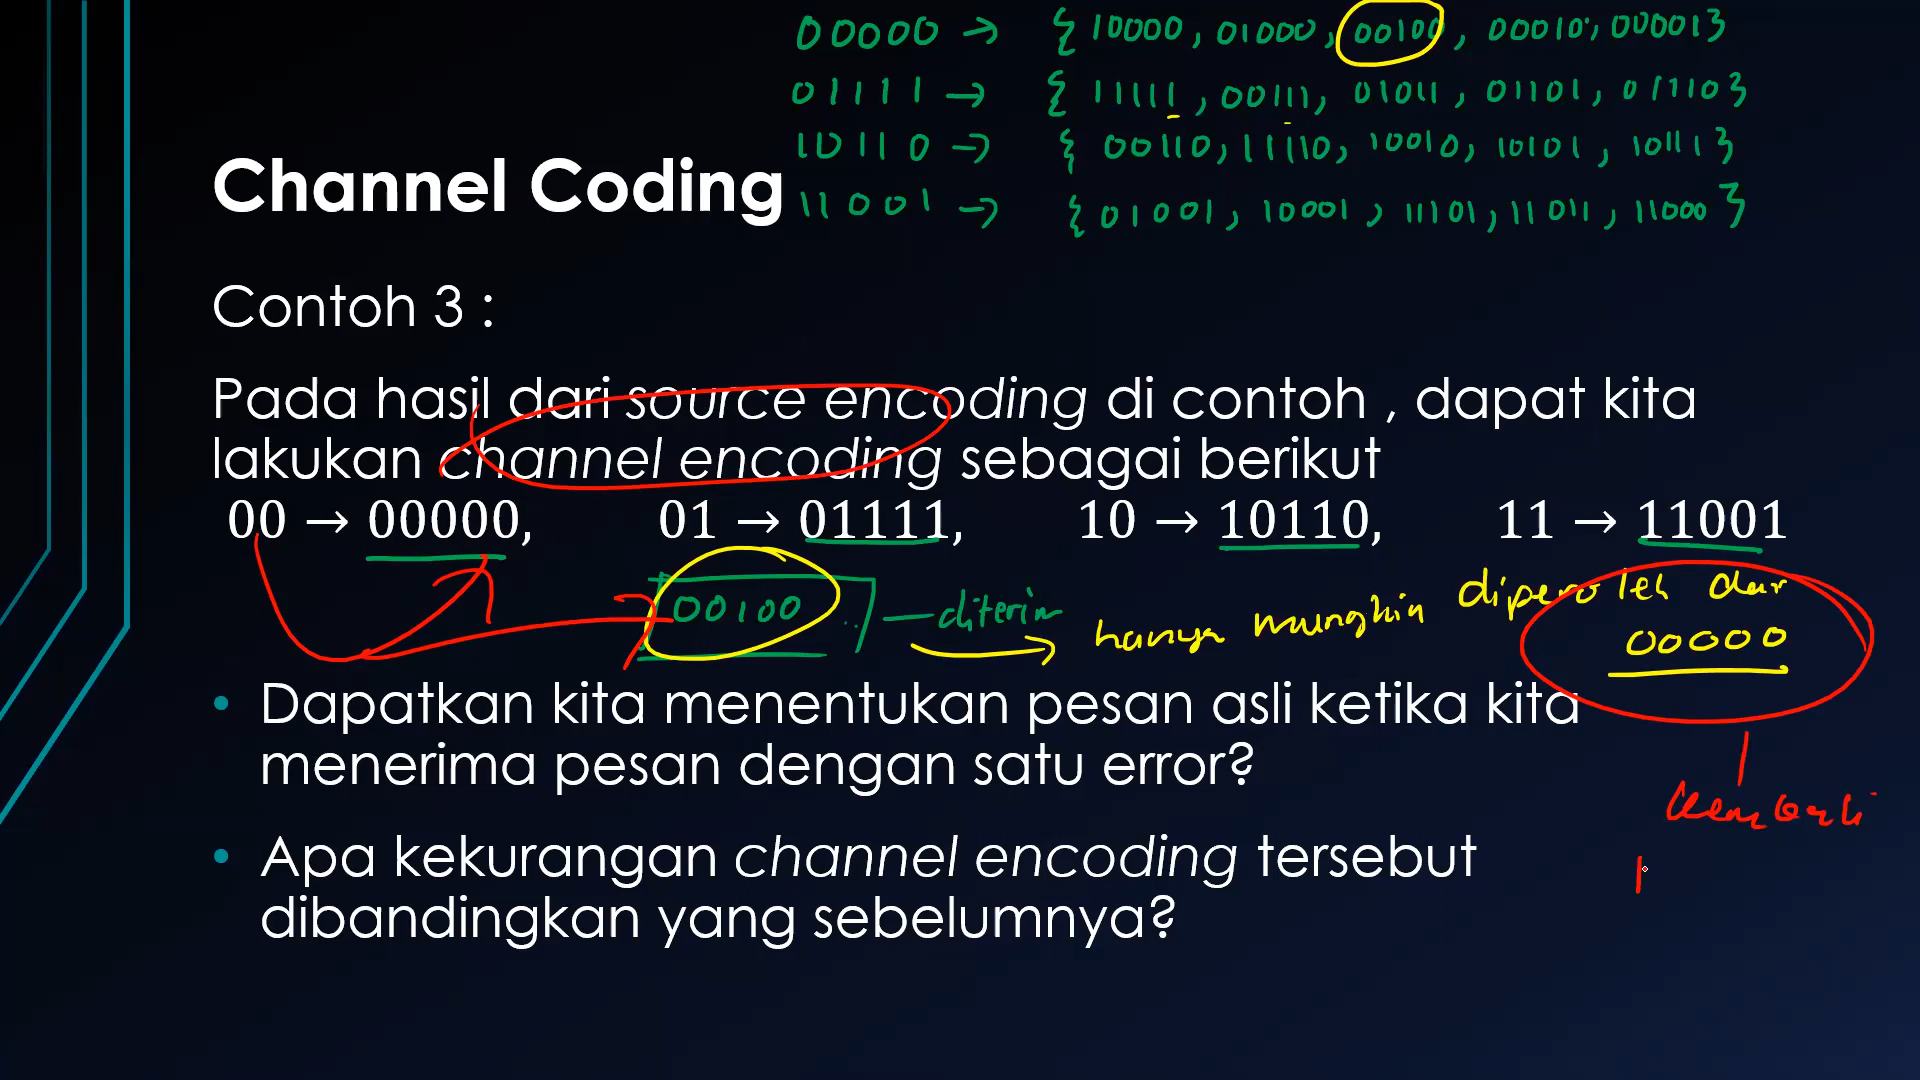 00000 → {10000, 01000, 00100, 00010, 00001}
01111 → {11111, 00111, 01011, 01101, 01110}
10110 → {00110, 11110, 10010, 10101, 10111}
11001 → {01001, 10001, 11101, 11011, 11000}
Channel Coding
Contoh 3 :
Pada hasil dari source encoding di contoh , dapat kita
lakukan channel encoding sebagai berikut
00 → 00000, 01 → 01111, 10 → 10110, 11 → 11001
00100 — diterima → hanya mungkin diperoleh dari
00000
• Dapatkan kita menentukan pesan asli ketika kita
menerima pesan dengan satu error?
• Apa kekurangan channel encoding tersebut
dibandingkan yang sebelumnya?